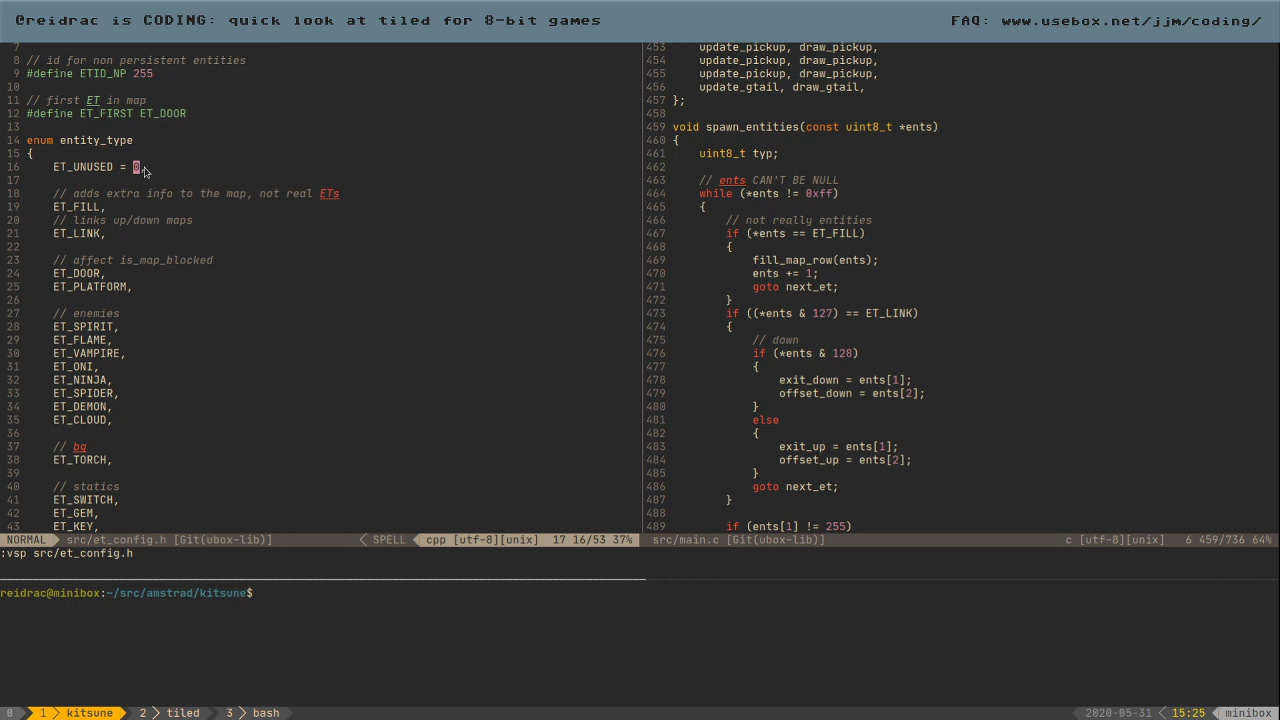 @reidrac is CODING: quick look at tiled for 8-bit games
FAQ: www.usebox.net/jjm/coding/
7
8 // id for non persistent entities
9 #define ETID_NP 255
10
11 // first ET in map
12 #define ET_FIRST ET_DOOR
13
14 enum entity_type
15 {
16 ET_UNUSED = 0,
17
18 // adds extra info to the map, not real ETs
19 ET_FILL,
20 // links up/down maps
21 ET_LINK,
22
23 // affect is_map_blocked
24 ET_DOOR,
25 ET_PLATFORM,
26
27 // enemies
28 ET_SPIRIT,
29 ET_FLAME,
30 ET_VAMPIRE,
31 ET_ONI,
32 ET_NINJA,
33 ET_SPIDER,
34 ET_DEMON,
35 ET_CLOUD,
36
37 // bg
38 ET_TORCH,
39
40 // statics
41 ET_SWITCH,
42 ET_GEM,
43 ET_KEY,
NORMAL src/et_config.h [Git(ubox-lib)] SPELL cpp [utf-8][unix] 17 16/53 37%
453 update_pickup, draw_pickup,
454 update_pickup, draw_pickup,
455 update_pickup, draw_pickup,
456 update_gtail, draw_gtail,
457 };
458
459 void spawn_entities(const uint8_t *ents)
460 {
461 uint8_t typ;
462
463 // ents CAN'T BE NULL
464 while (*ents != 0xff)
465 {
466 // not really entities
467 if (*ents == ET_FILL)
468 {
469 fill_map_row(ents);
470 ents += 1;
471 goto next_et;
472 }
473 if ((*ents & 127) == ET_LINK)
474 {
475 // down
476 if (*ents & 128)
477 {
478 exit_down = ents[1];
479 offset_down = ents[2];
480 }
481 else
482 {
483 exit_up = ents[1];
484 offset_up = ents[2];
485 }
486 goto next_et;
487 }
488
489 if (ents[1] != 255)
src/main.c [Git(ubox-lib)] c [utf-8][unix] 6 459/736 64%
:vsp src/et_config.h
reidrac@minibox:~/src/amstrad/kitsune$
0 1 > kitsune 2 > tiled 3 > bash 2020-05-31 < 15:25 minibox